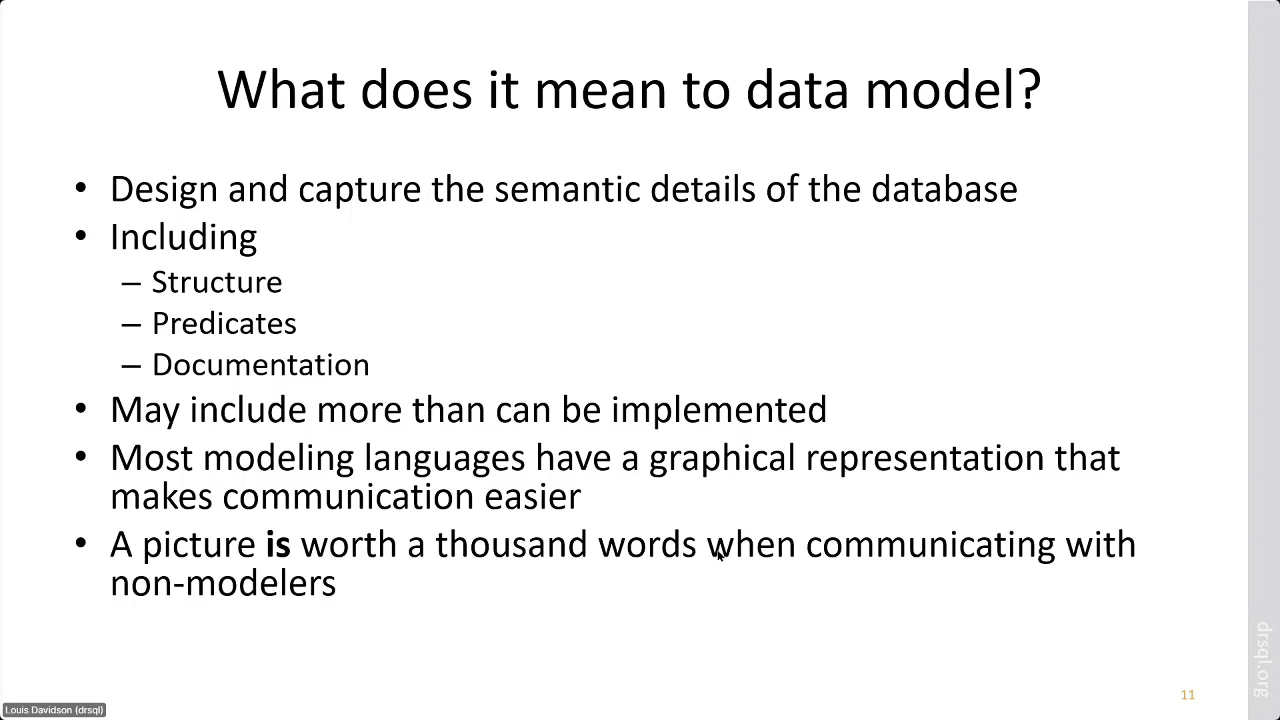 What does it mean to data model?
• Design and capture the semantic details of the database
• Including
– Structure
– Predicates
– Documentation
• May include more than can be implemented
• Most modeling languages have a graphical representation that
makes communication easier
• A picture is worth a thousand words when communicating with
non-modelers
drsql.org
11
Louis Davidson (drsql)